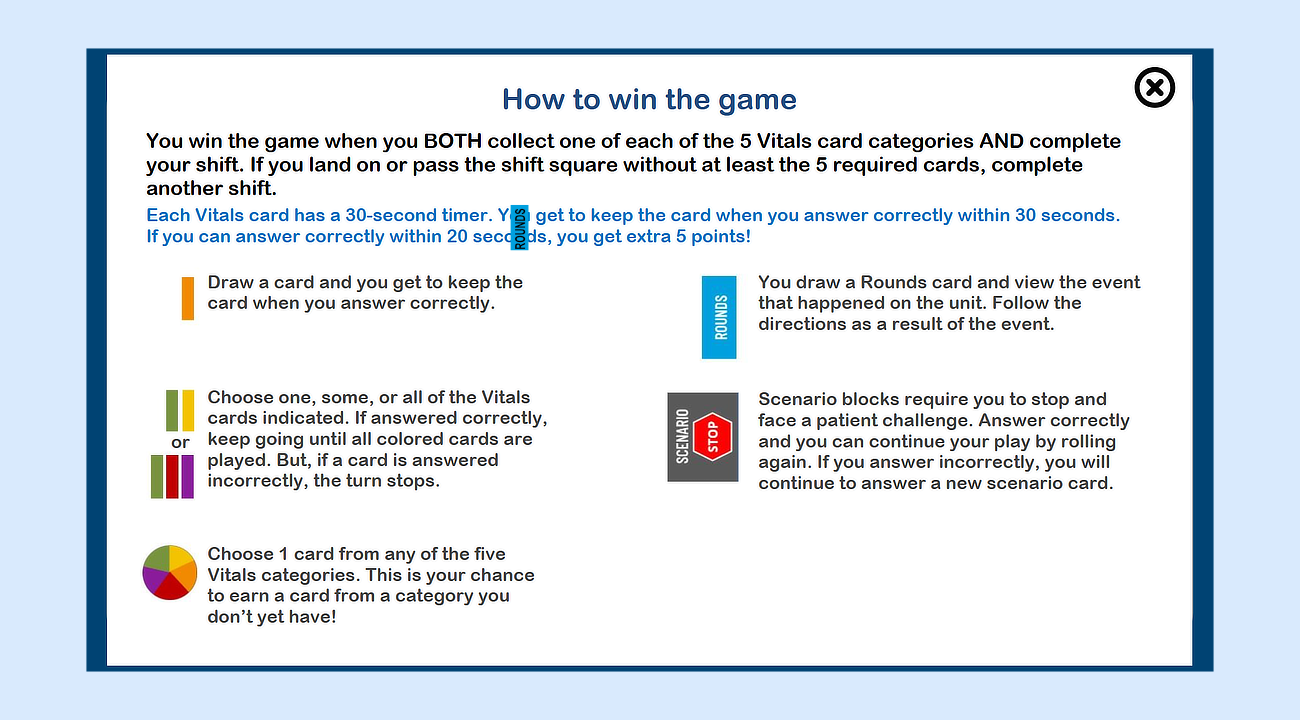 How to win the game
You win the game when you BOTH collect one of each of the 5 Vitals card categories AND complete
your shift. If you land on or pass the shift square without at least the 5 required cards, complete
another shift.
Each Vitals card has a 30-second timer. You get to keep the card when you answer correctly within 30 seconds.
If you can answer correctly within 20 seconds, you get extra 5 points!
ROUNDS
Draw a card and you get to keep the
card when you answer correctly.
ROUNDS
You draw a Rounds card and view the event
that happened on the unit. Follow the
directions as a result of the event.
or
Choose one, some, or all of the Vitals
cards indicated. If answered correctly,
keep going until all colored cards are
played. But, if a card is answered
incorrectly, the turn stops.
SCENARIO
STOP
Scenario blocks require you to stop and
face a patient challenge. Answer correctly
and you can continue your play by rolling
again. If you answer incorrectly, you will
continue to answer a new scenario card.
Choose 1 card from any of the five
Vitals categories. This is your chance
to earn a card from a category you
don't yet have!